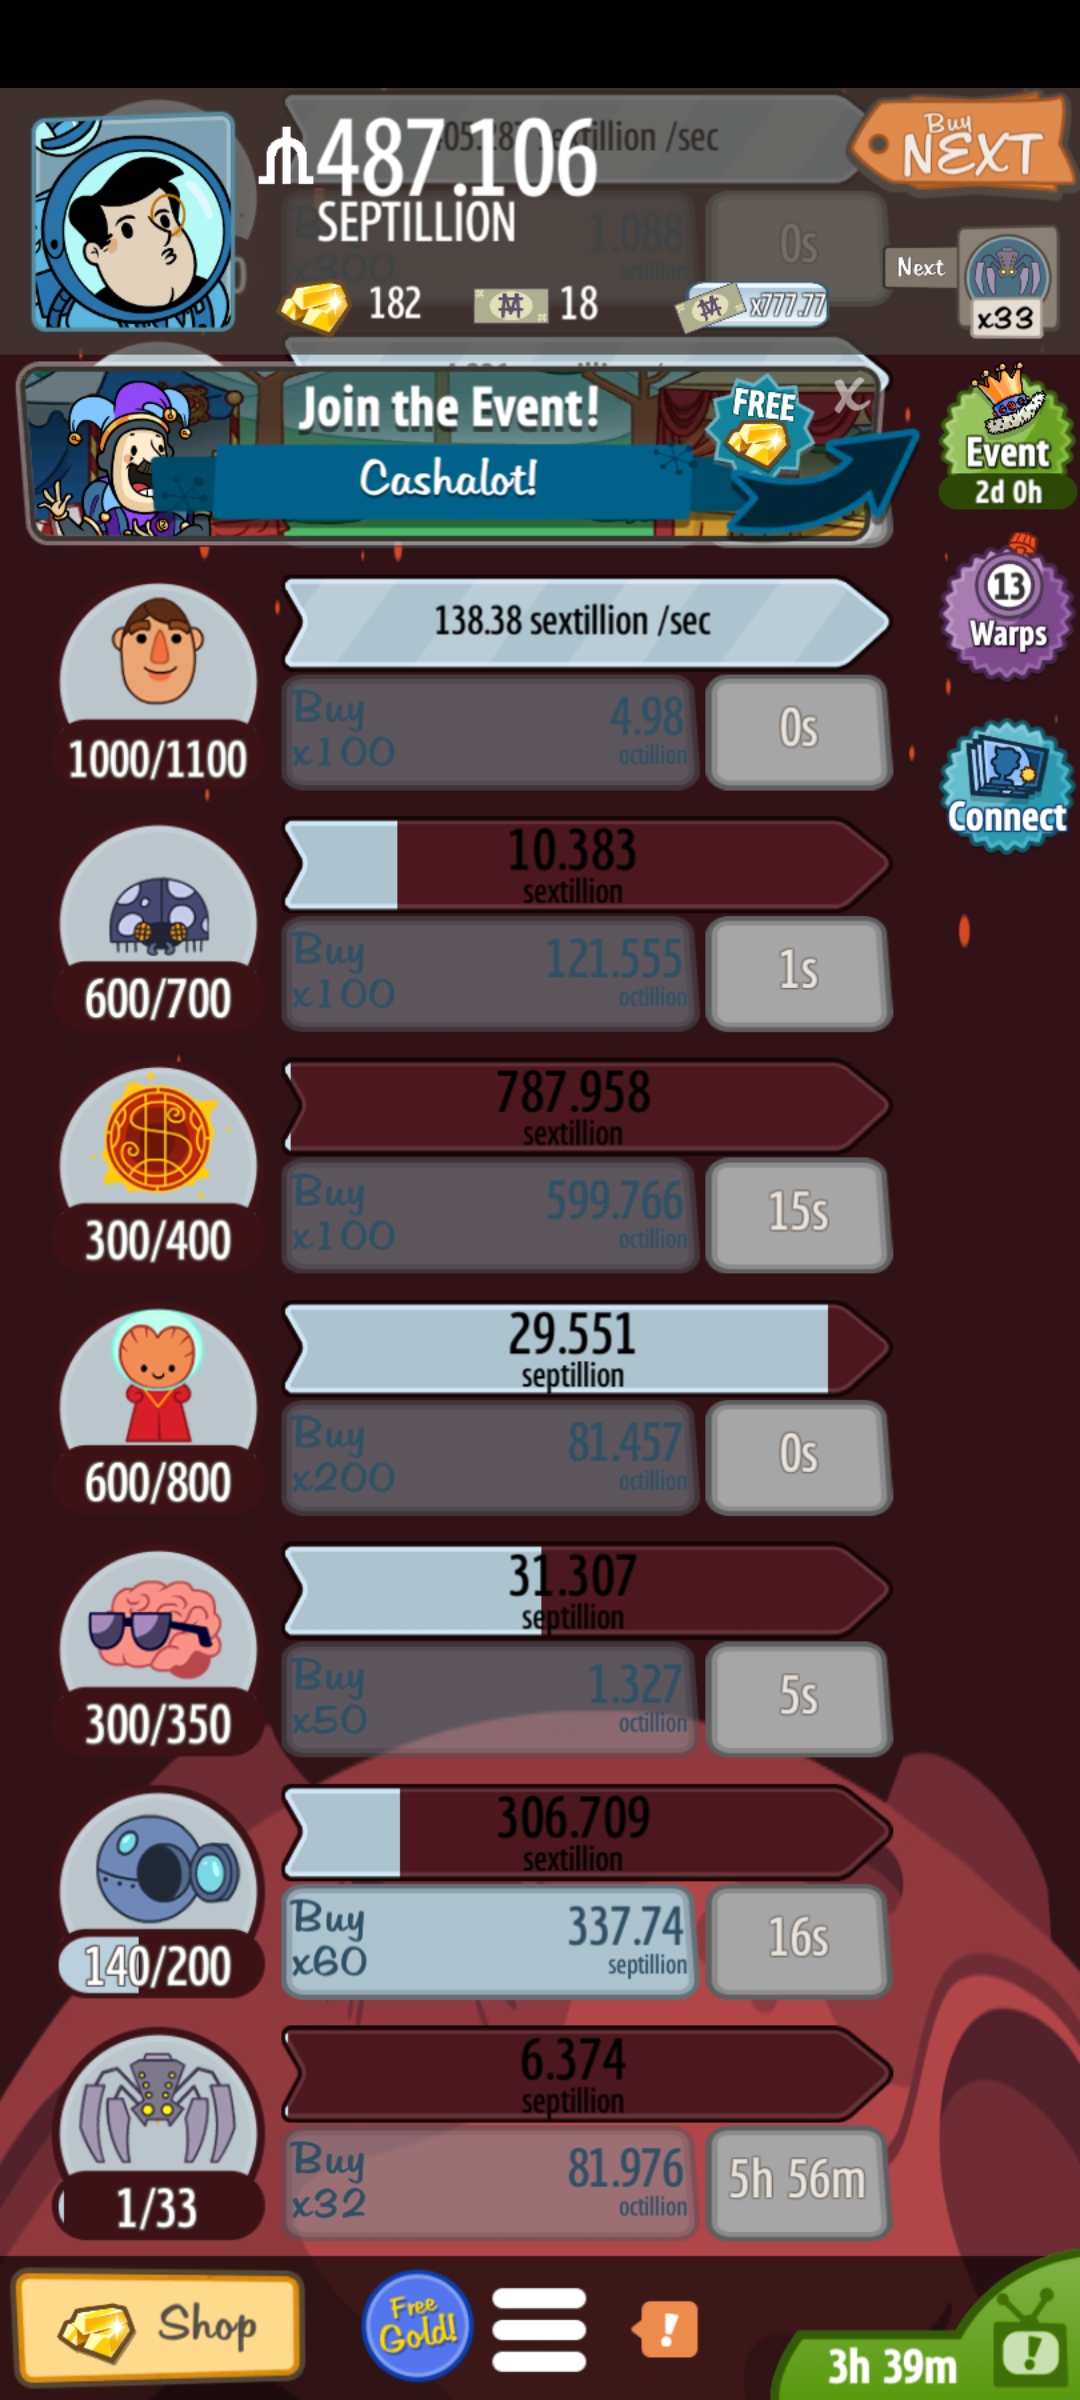 487.106
SEPTILLION
/sec
Buy
NEXT
1.088
octillion
x300
0s
182
18
x777.77
Next
x33
Join the Event!
FREE
X
Cashalot!
Event
2d 0h
138.38 sextillion /sec
13
Warps
Buy
x100
4.98
octillion
0s
1000/1100
Connect
10.383
sextillion
Buy
x100
121.555
octillion
1s
600/700
787.958
sextillion
Buy
x100
599.766
octillion
15s
300/400
29.551
septillion
Buy
x200
81.457
octillion
0s
600/800
31.307
septillion
Buy
x50
1.327
octillion
5s
300/350
306.709
sextillion
Buy
x60
337.74
septillion
16s
140/200
6.374
septillion
Buy
x32
81.976
octillion
5h 56m
1/33
Shop
Free
Gold!
!
3h 39m
!